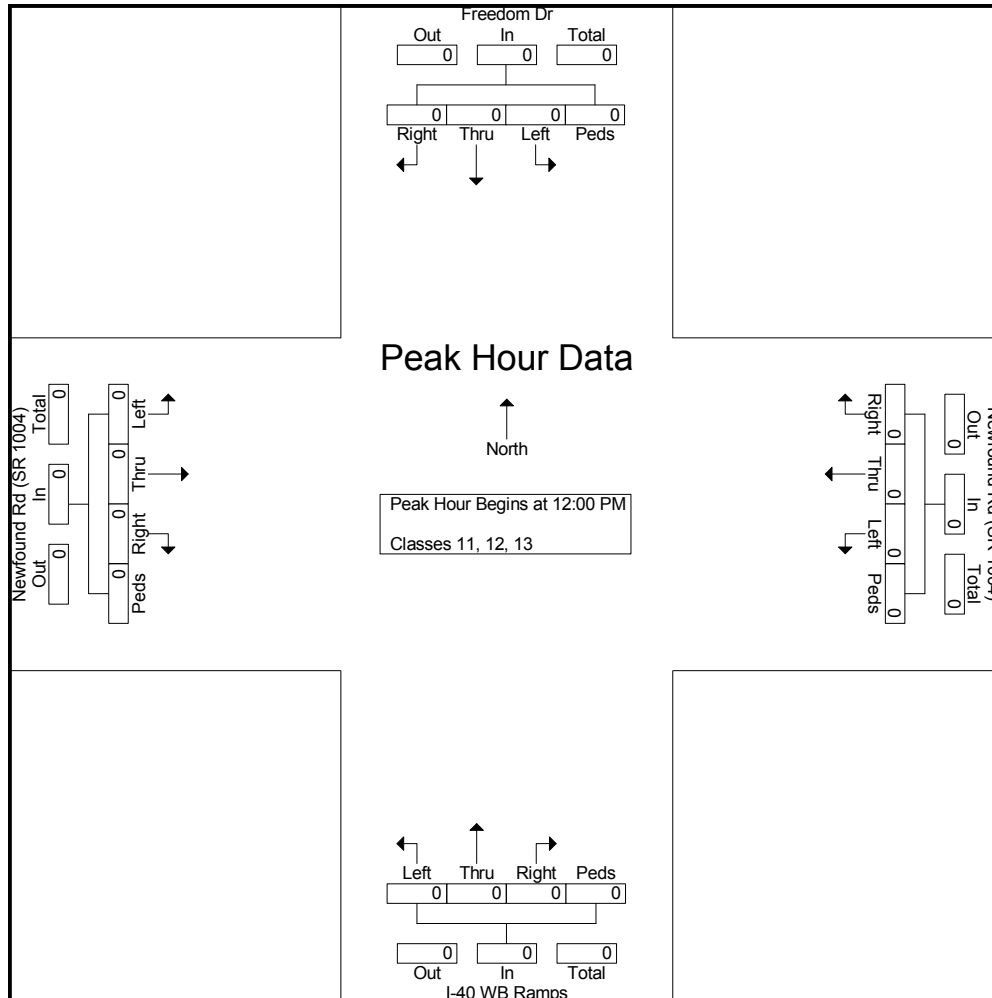 Freedom Dr
Out In Total
0 0 0
0 0 0 0
Right Thru Left Peds
Peak Hour Data
North
Peak Hour Begins at 12:00 PM
Classes 11, 12, 13
Newfound Rd (SR 1004)
Total In Out
0 0 0
0 0 0 0
Left Thru Right Peds
Right Thru Left Peds
0 0 0 0
0 0 0
Out In Total
Newfound Rd (SR 1004)
Left Thru Right Peds
0 0 0 0
0 0 0
Out In Total
I-40 WB Ramps